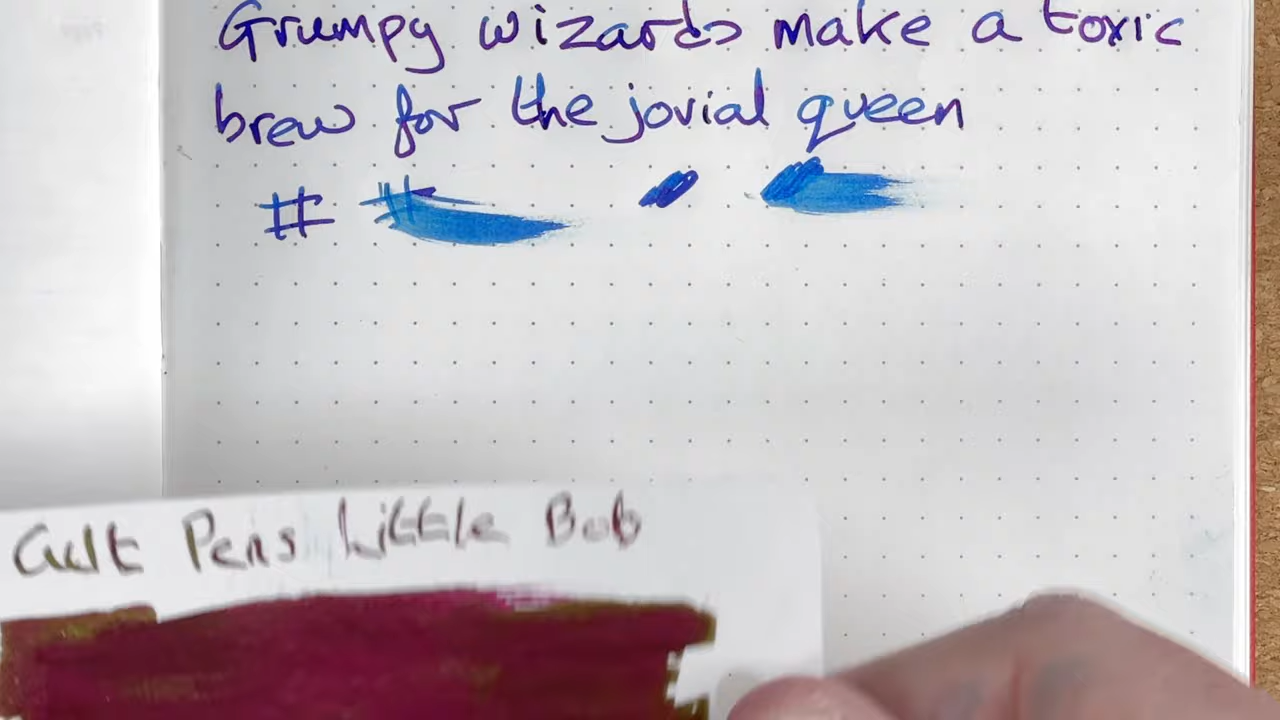 Grumpy wizards make a toxic
brew for the jovial queen
# #
Cult Pens Little Bob